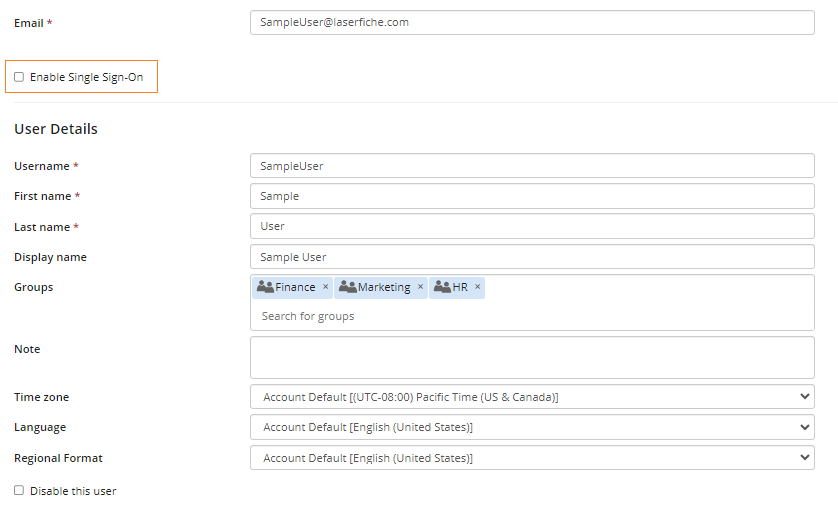 Email * SampleUser@laserfiche.com
Enable Single Sign-On
User Details
Username * SampleUser
First name * Sample
Last name * User
Display name Sample User
Groups Finance × Marketing × HR ×
Search for groups
Note
Time zone Account Default [(UTC-08:00) Pacific Time (US & Canada)]
Language Account Default [English (United States)]
Regional Format Account Default [English (United States)]
Disable this user